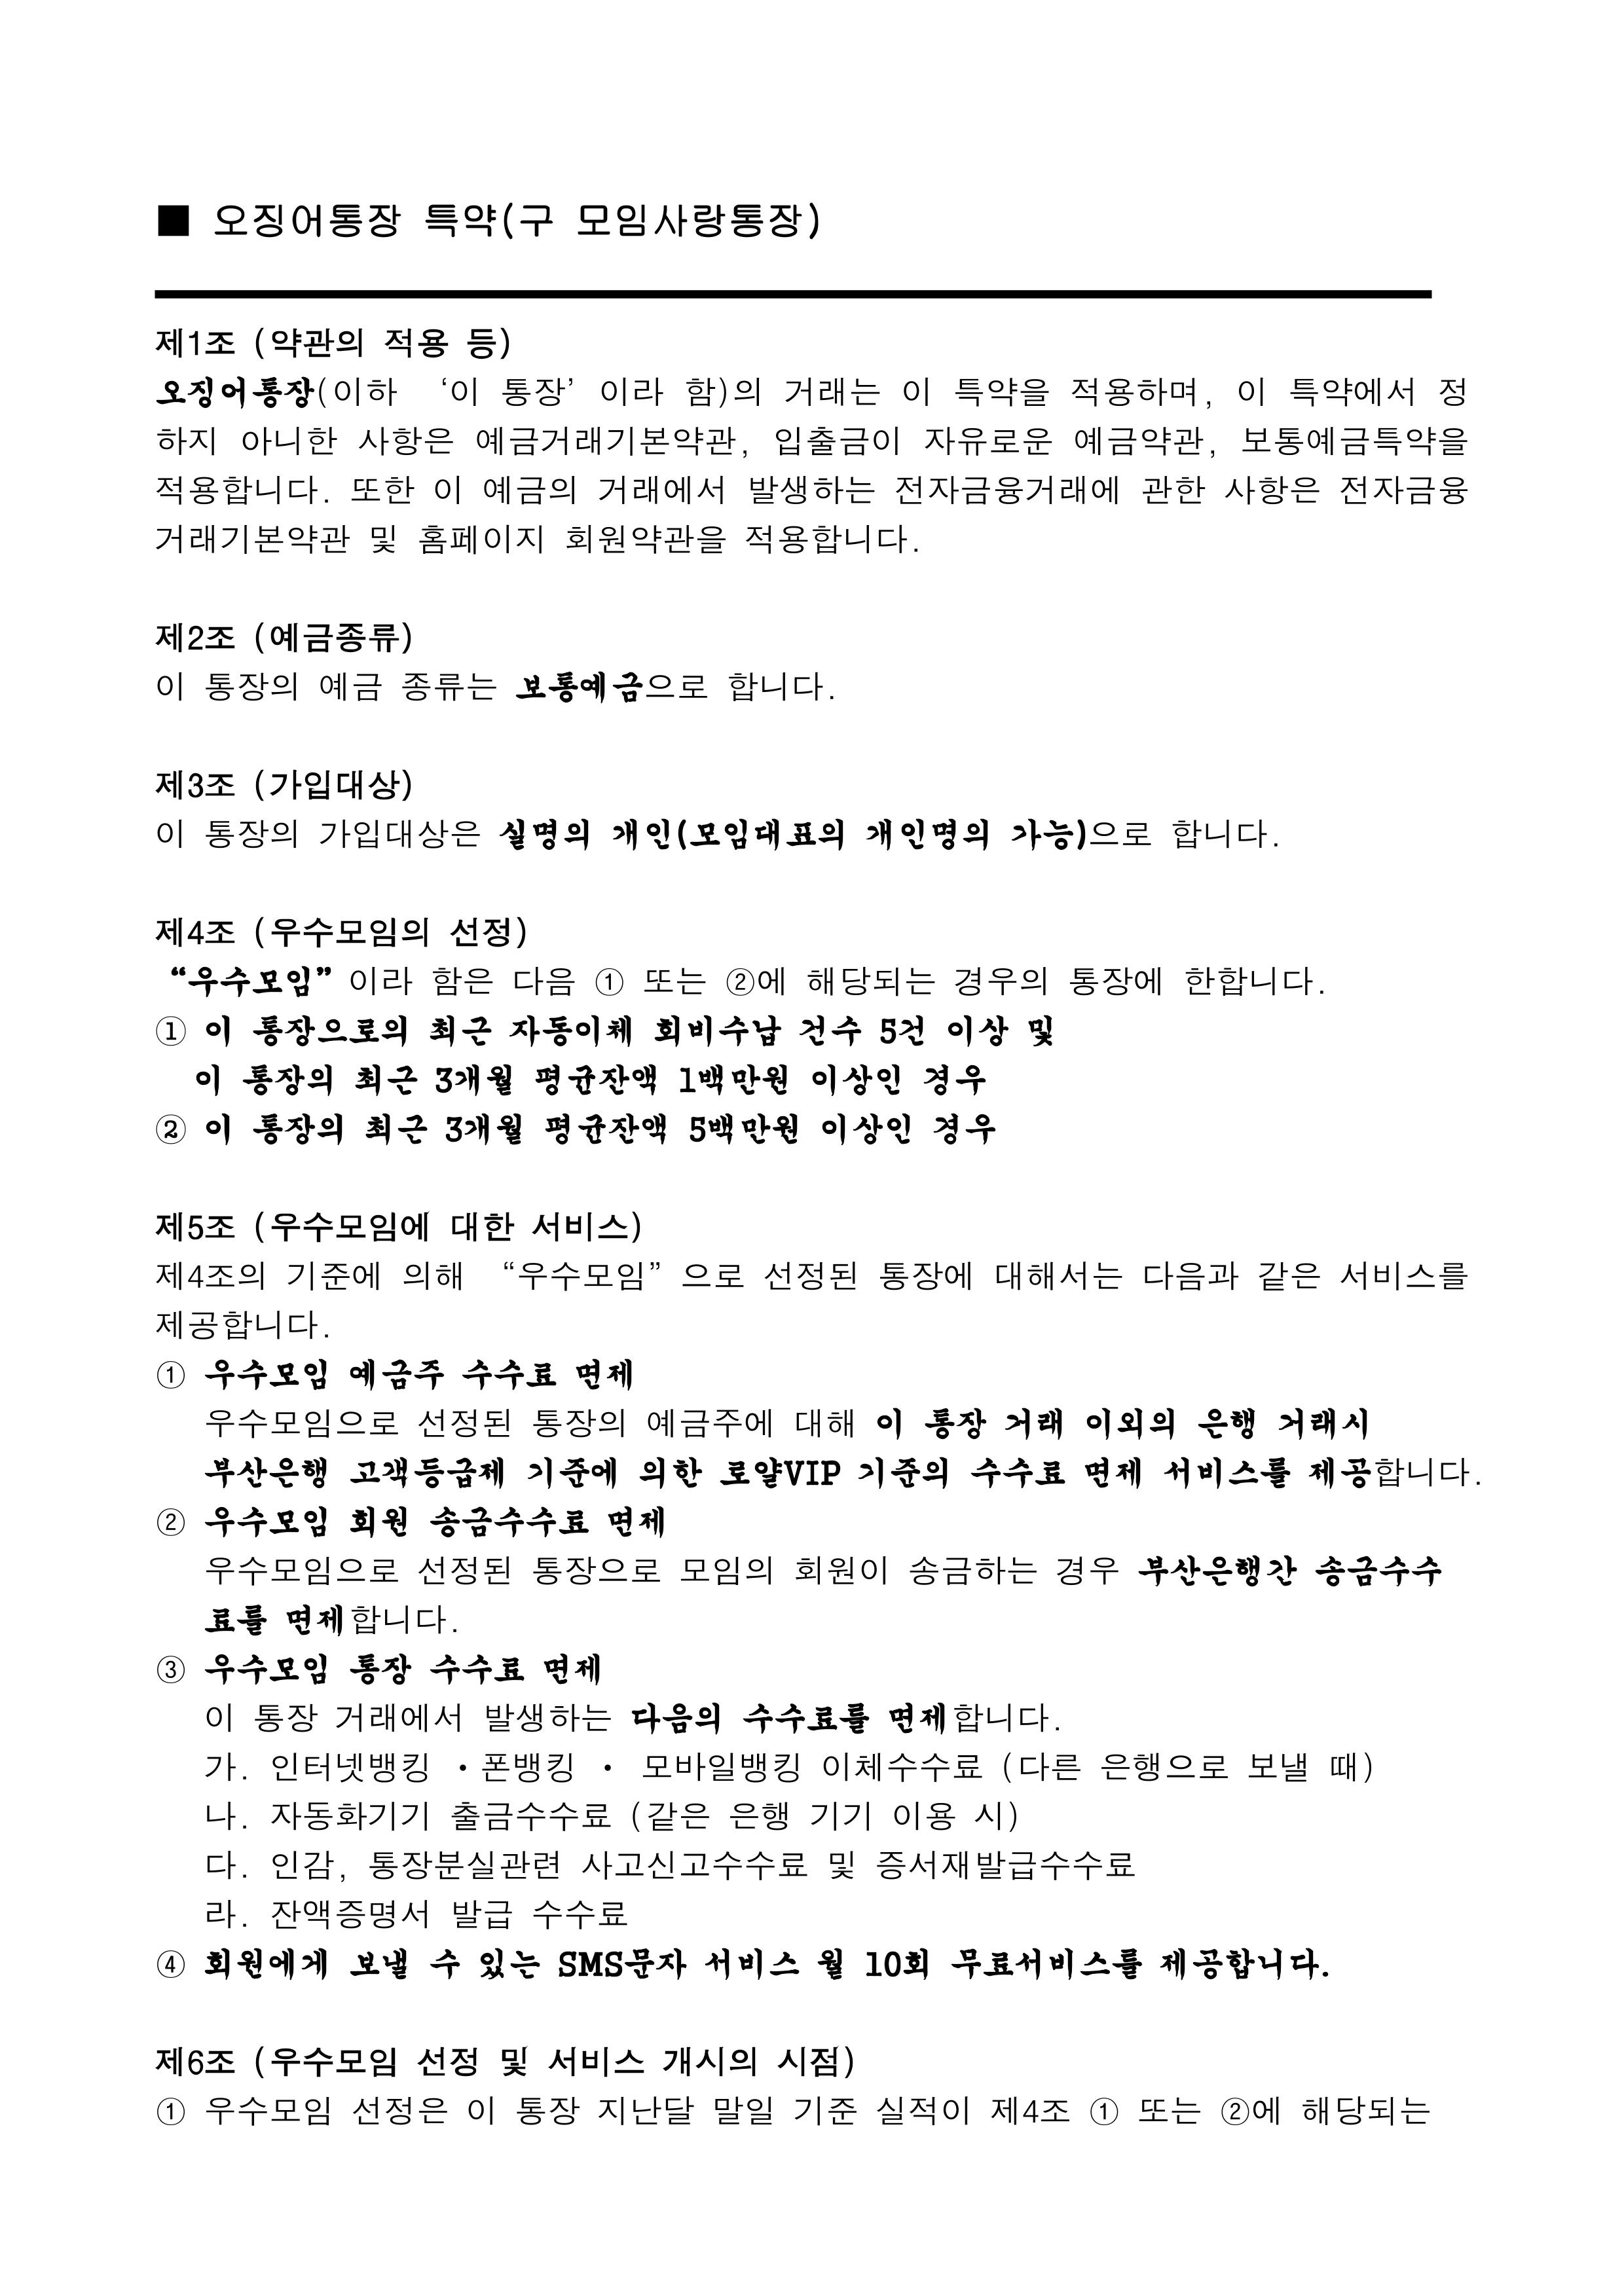 ■ 오징어통장 특약(구 모임사랑통장)
제1조 (약관의 적용 등)
오징어통장(이하 ‘이 통장’이라 함)의 거래는 이 특약을 적용하며, 이 특약에서 정
하지 아니한 사항은 예금거래기본약관, 입출금이 자유로운 예금약관, 보통예금특약을
적용합니다. 또한 이 예금의 거래에서 발생하는 전자금융거래에 관한 사항은 전자금융
거래기본약관 및 홈페이지 회원약관을 적용합니다.
제2조 (예금종류)
이 통장의 예금 종류는 보통예금으로 합니다.
제3조 (가입대상)
이 통장의 가입대상은 실명의 개인(모임대표의 개인명의 가능)으로 합니다.
제4조 (우수모임의 선정)
“우수모임”이라 함은 다음 ① 또는 ②에 해당되는 경우의 통장에 한합니다.
① 이 통장으로의 최근 자동이체 회비수납 건수 5건 이상 및
이 통장의 최근 3개월 평균잔액 1백만원 이상인 경우
② 이 통장의 최근 3개월 평균잔액 5백만원 이상인 경우
제5조 (우수모임에 대한 서비스)
제4조의 기준에 의해 “우수모임”으로 선정된 통장에 대해서는 다음과 같은 서비스를
제공합니다.
① 우수모임 예금주 수수료 면제
우수모임으로 선정된 통장의 예금주에 대해 이 통장 거래 이외의 은행 거래시
부산은행 고객등급제 기준에 의한 로얄VIP 기준의 수수료 면제 서비스를 제공합니다.
② 우수모임 회원 송금수수료 면제
우수모임으로 선정된 통장으로 모임의 회원이 송금하는 경우 부산은행간 송금수수
료를 면제합니다.
③ 우수모임 통장 수수료 면제
이 통장 거래에서 발생하는 다음의 수수료를 면제합니다.
가. 인터넷뱅킹 ・폰뱅킹 ・ 모바일뱅킹 이체수수료 (다른 은행으로 보낼 때)
나. 자동화기기 출금수수료 (같은 은행 기기 이용 시)
다. 인감, 통장분실관련 사고신고수수료 및 증서재발급수수료
라. 잔액증명서 발급 수수료
④ 회원에게 보낼 수 있는 SMS문자 서비스 월 10회 무료서비스를 제공합니다.
제6조 (우수모임 선정 및 서비스 개시의 시점)
① 우수모임 선정은 이 통장 지난달 말일 기준 실적이 제4조 ① 또는 ②에 해당되는